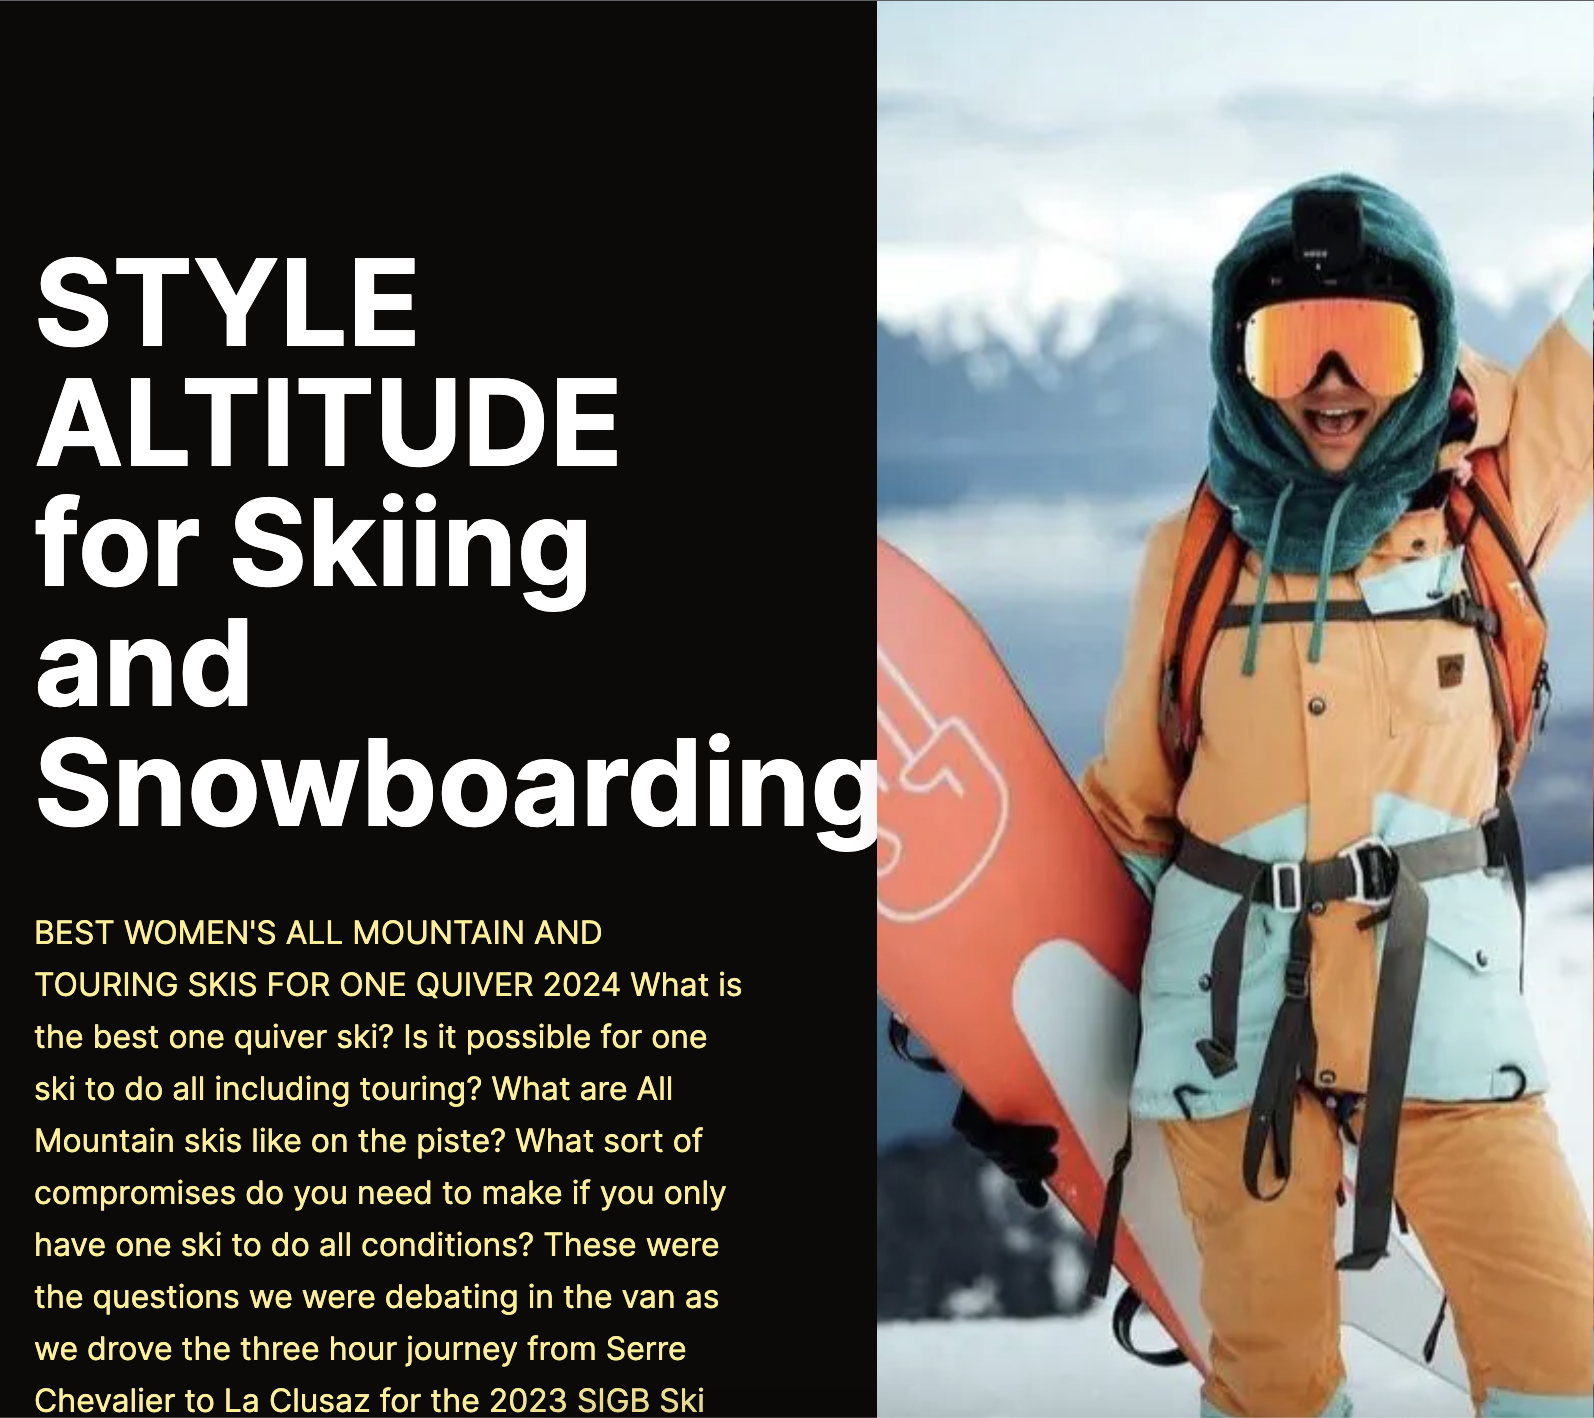 STYLE
ALTITUDE
for Skiing
and
Snowboarding
BEST WOMEN'S ALL MOUNTAIN AND
TOURING SKIS FOR ONE QUIVER 2024 What is
the best one quiver ski? Is it possible for one
ski to do all including touring? What are All
Mountain skis like on the piste? What sort of
compromises do you need to make if you only
have one ski to do all conditions? These were
the questions we were debating in the van as
we drove the three hour journey from Serre
Chevalier to La Clusaz for the 2023 SIGB Ski